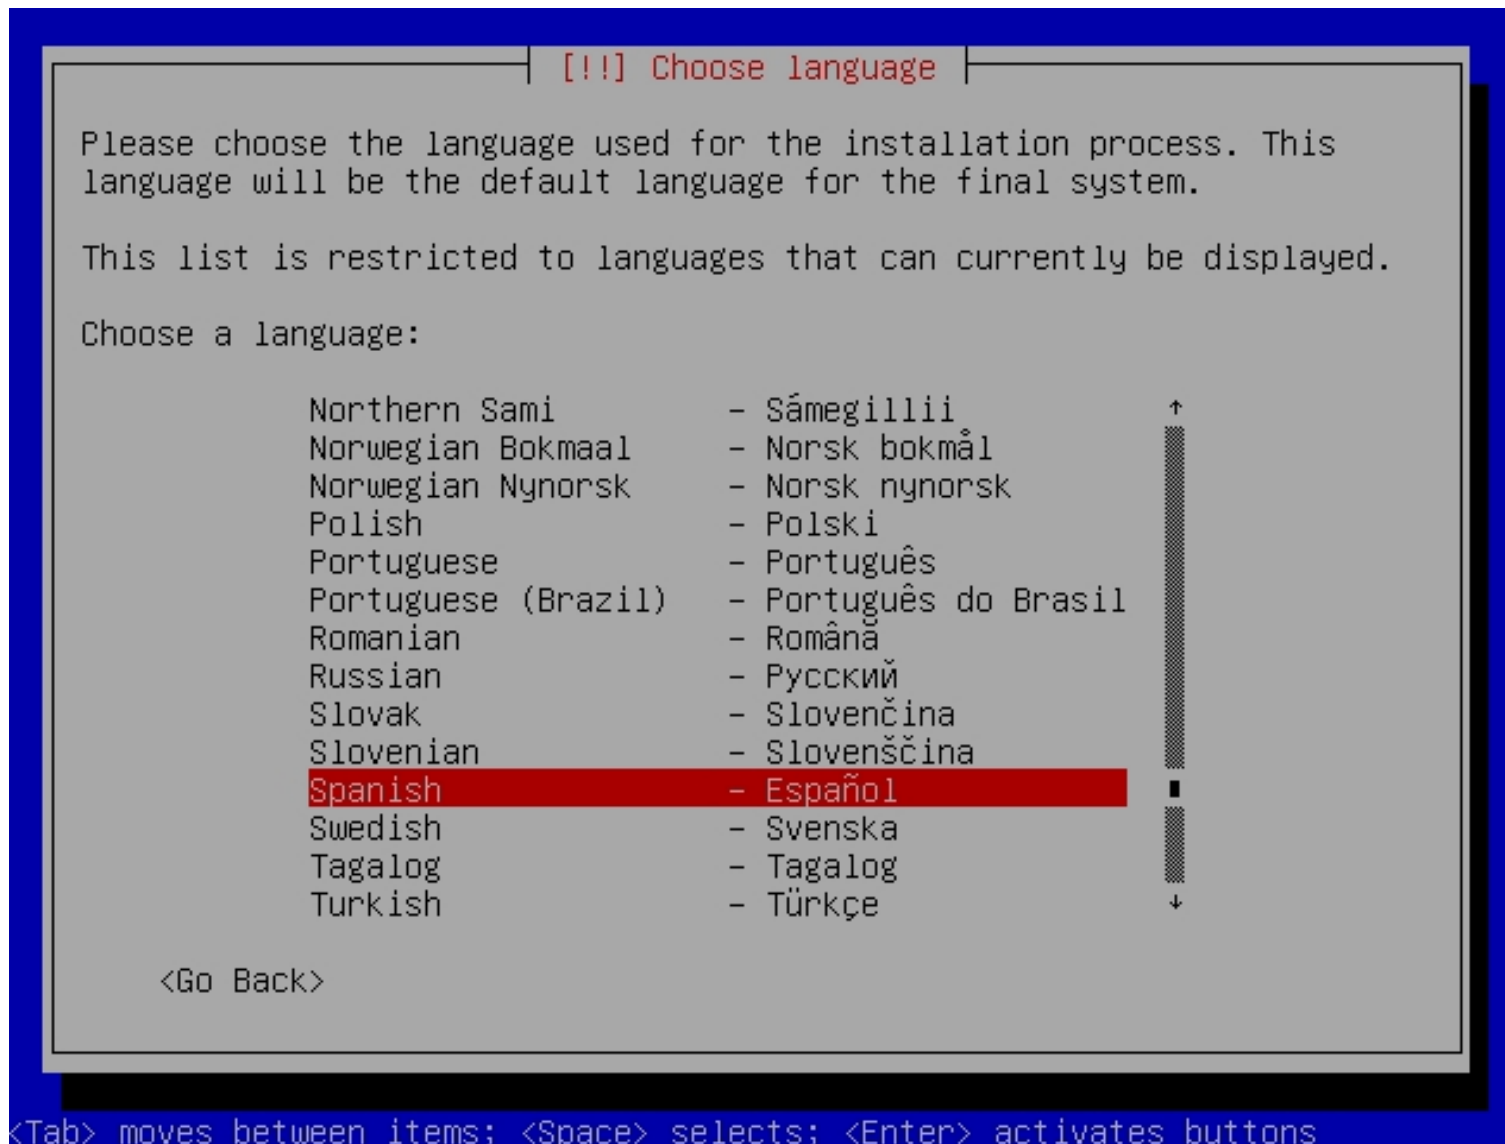 [!!] Choose language
Please choose the language used for the installation process. This
language will be the default language for the final system.
This list is restricted to languages that can currently be displayed.
Choose a language:
Northern Sami - Sámegillii
Norwegian Bokmaal - Norsk bokmål
Norwegian Nynorsk - Norsk nynorsk
Polish - Polski
Portuguese - Português
Portuguese (Brazil) - Português do Brasil
Romanian - Română
Russian - Русский
Slovak - Slovenčina
Slovenian - Slovenščina
Spanish - Español
Swedish - Svenska
Tagalog - Tagalog
Turkish - Türkçe
<Go Back>
<Tab> moves between items; <Space> selects; <Enter> activates buttons